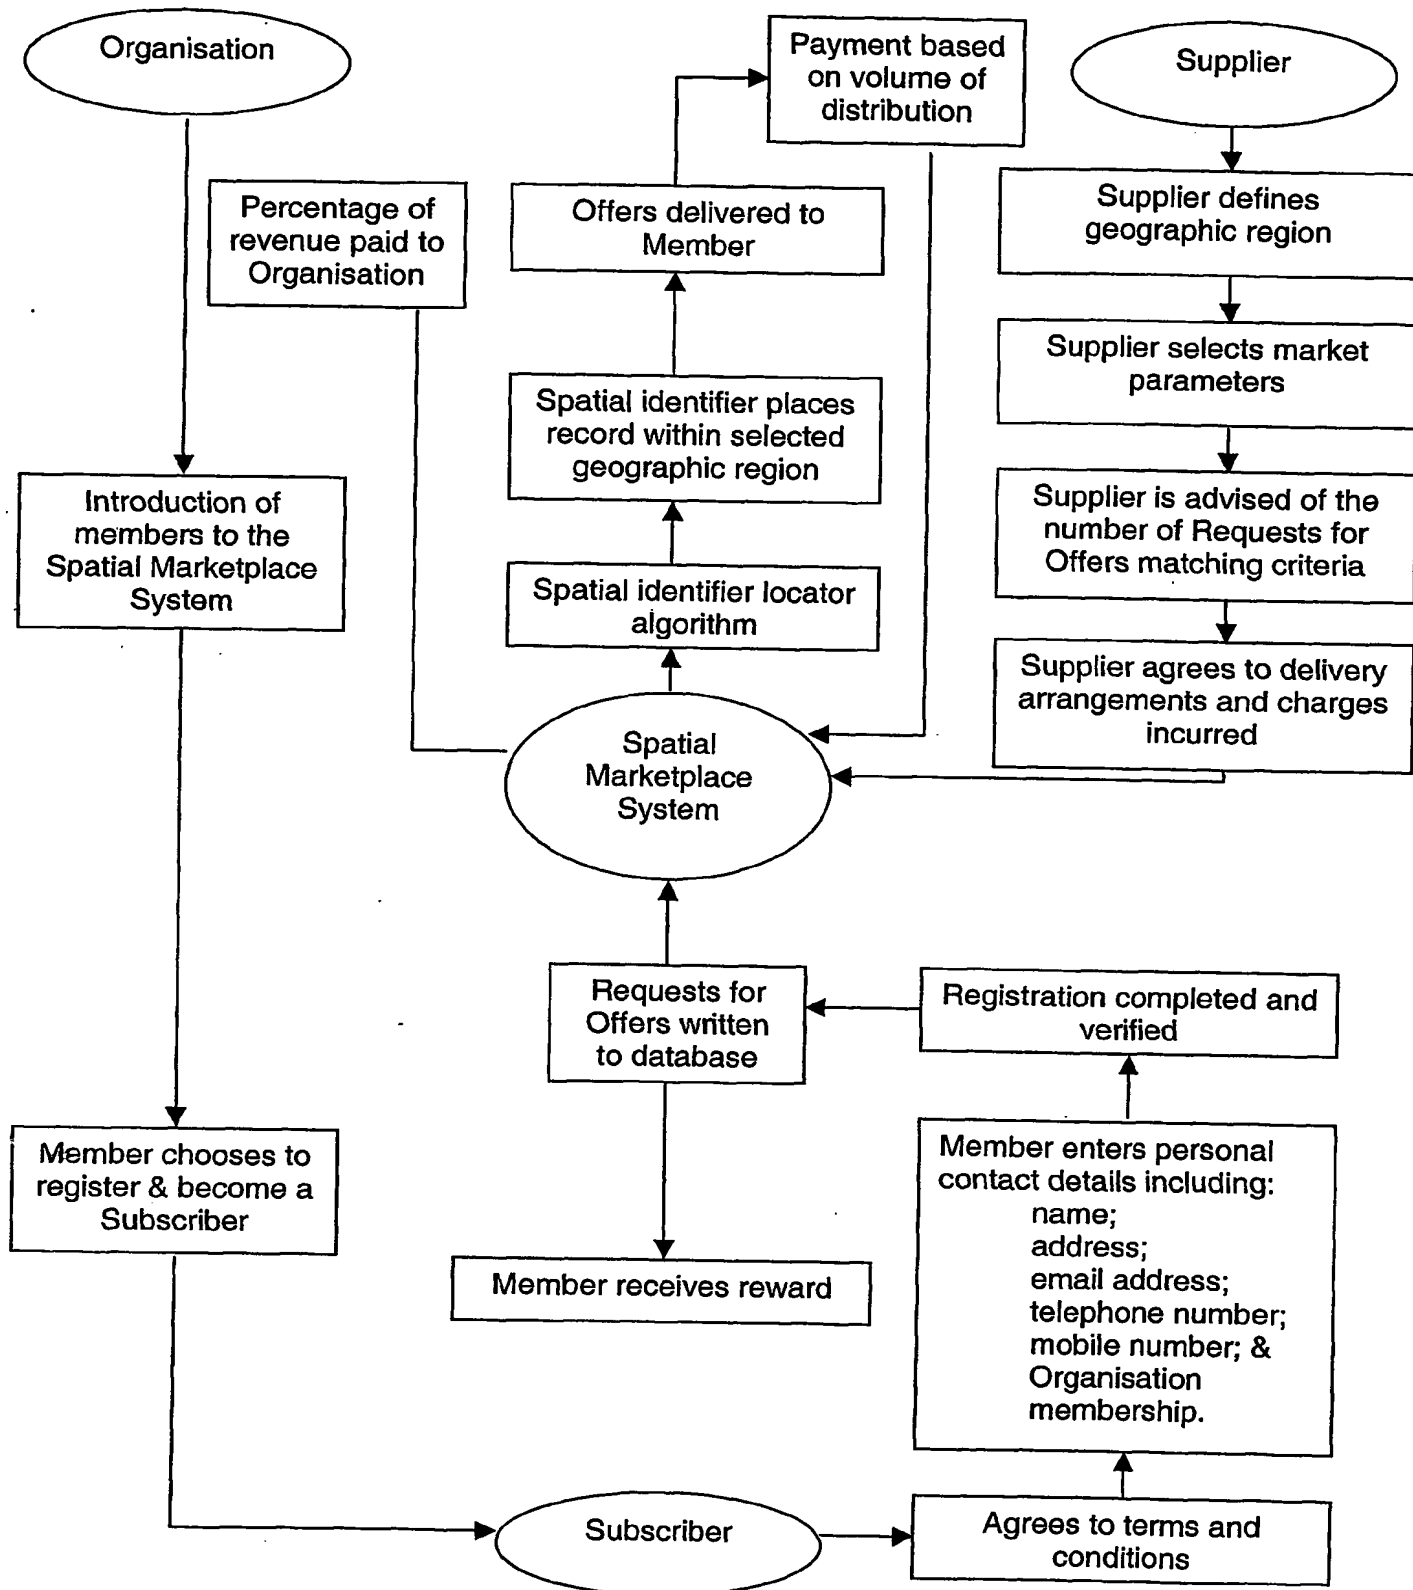 Organisation
Payment based
on volume of
distribution
Supplier
Percentage of
revenue paid to
Organisation
Offers delivered to
Member
Supplier defines
geographic region
Supplier selects market
parameters
Spatial identifier places
record within selected
geographic region
Introduction of
members to the
Spatial Marketplace
System
Supplier is advised of the
number of Requests for
Offers matching criteria
Spatial identifier locator
algorithm
Supplier agrees to delivery
arrangements and charges
incurred
Spatial
Marketplace
System
Requests for
Offers written
to database
Registration completed and
verified
Member chooses to
register & become a
Subscriber
Member enters personal
contact details including:
name;
address;
email address;
telephone number;
mobile number; &
Organisation
membership.
Member receives reward
Subscriber
Agrees to terms and
conditions